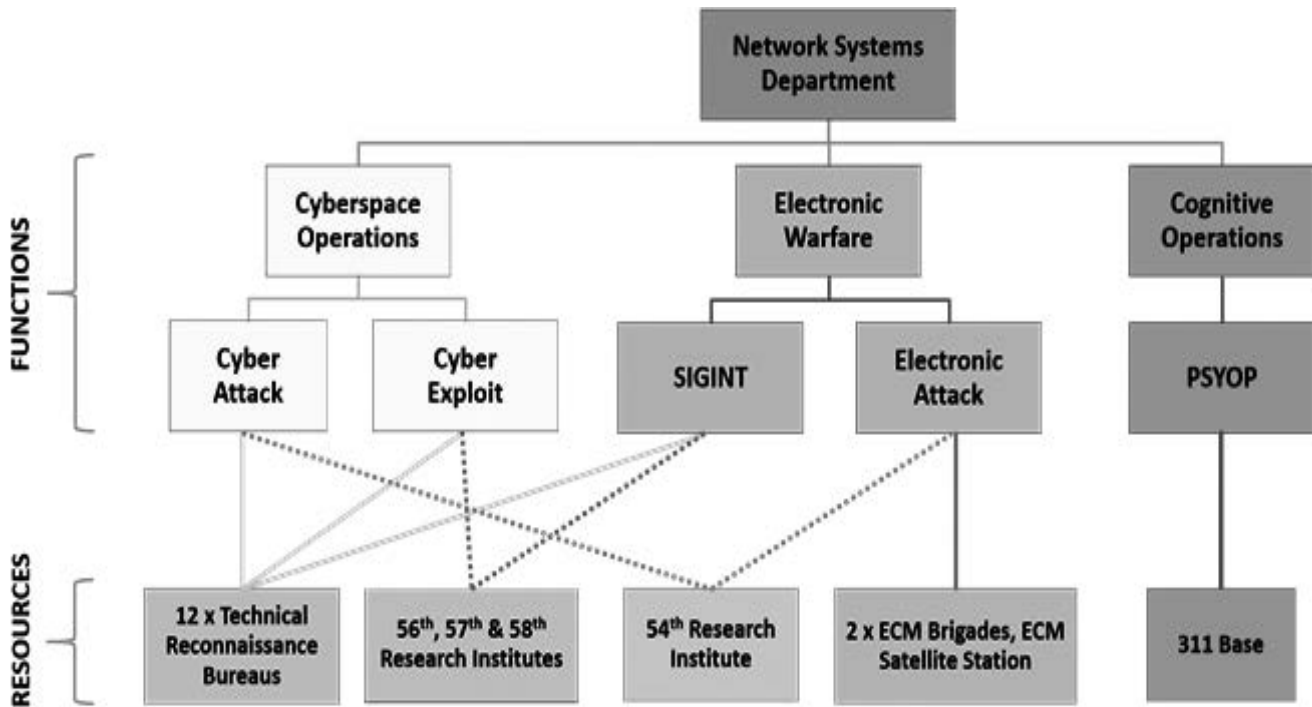 Network Systems
Department
FUNCTIONS
Cyberspace
Operations
Electronic
Warfare
Cognitive
Operations
Cyber
Attack
Cyber
Exploit
SIGINT
Electronic
Attack
PSYOP
RESOURCES
12 x Technical
Reconnaissance
Bureaus
56th, 57th & 58th
Research Institutes
54th Research
Institute
2 x ECM Brigades, ECM
Satellite Station
311 Base